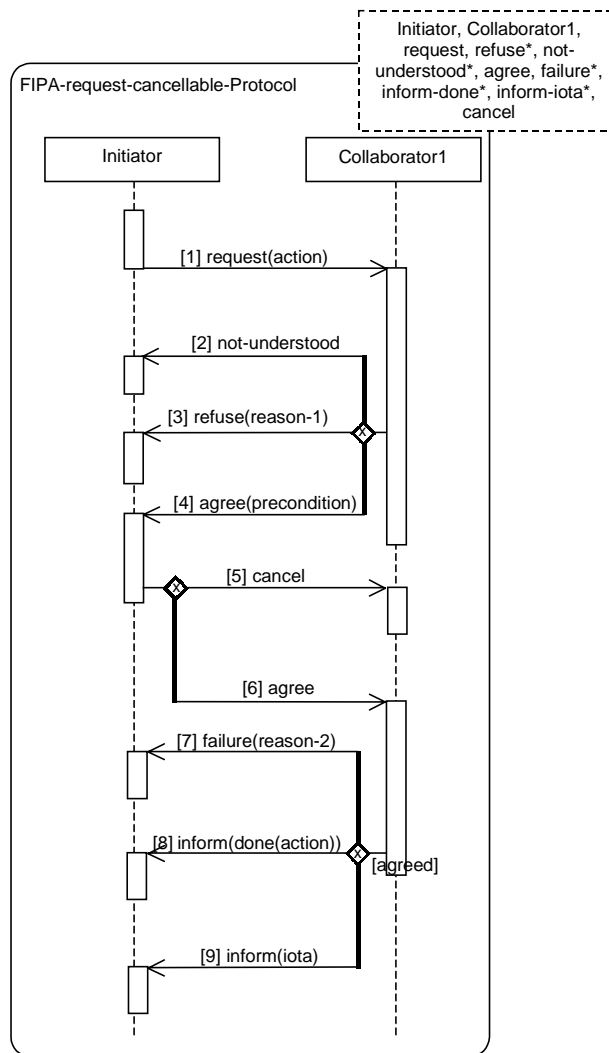 Initiator, Collaborator1,
request, refuse*, not-
understood*, agree, failure*,
inform-done*, inform-iota*,
cancel
FIPA-request-cancellable-Protocol
Initiator
Collaborator1
[1] request(action)
[2] not-understood
[3] refuse(reason-1)
x
[4] agree(precondition)
x
[5] cancel
[6] agree
[7] failure(reason-2)
[8] inform(done(action))
x
[agreed]
[9] inform(iota)